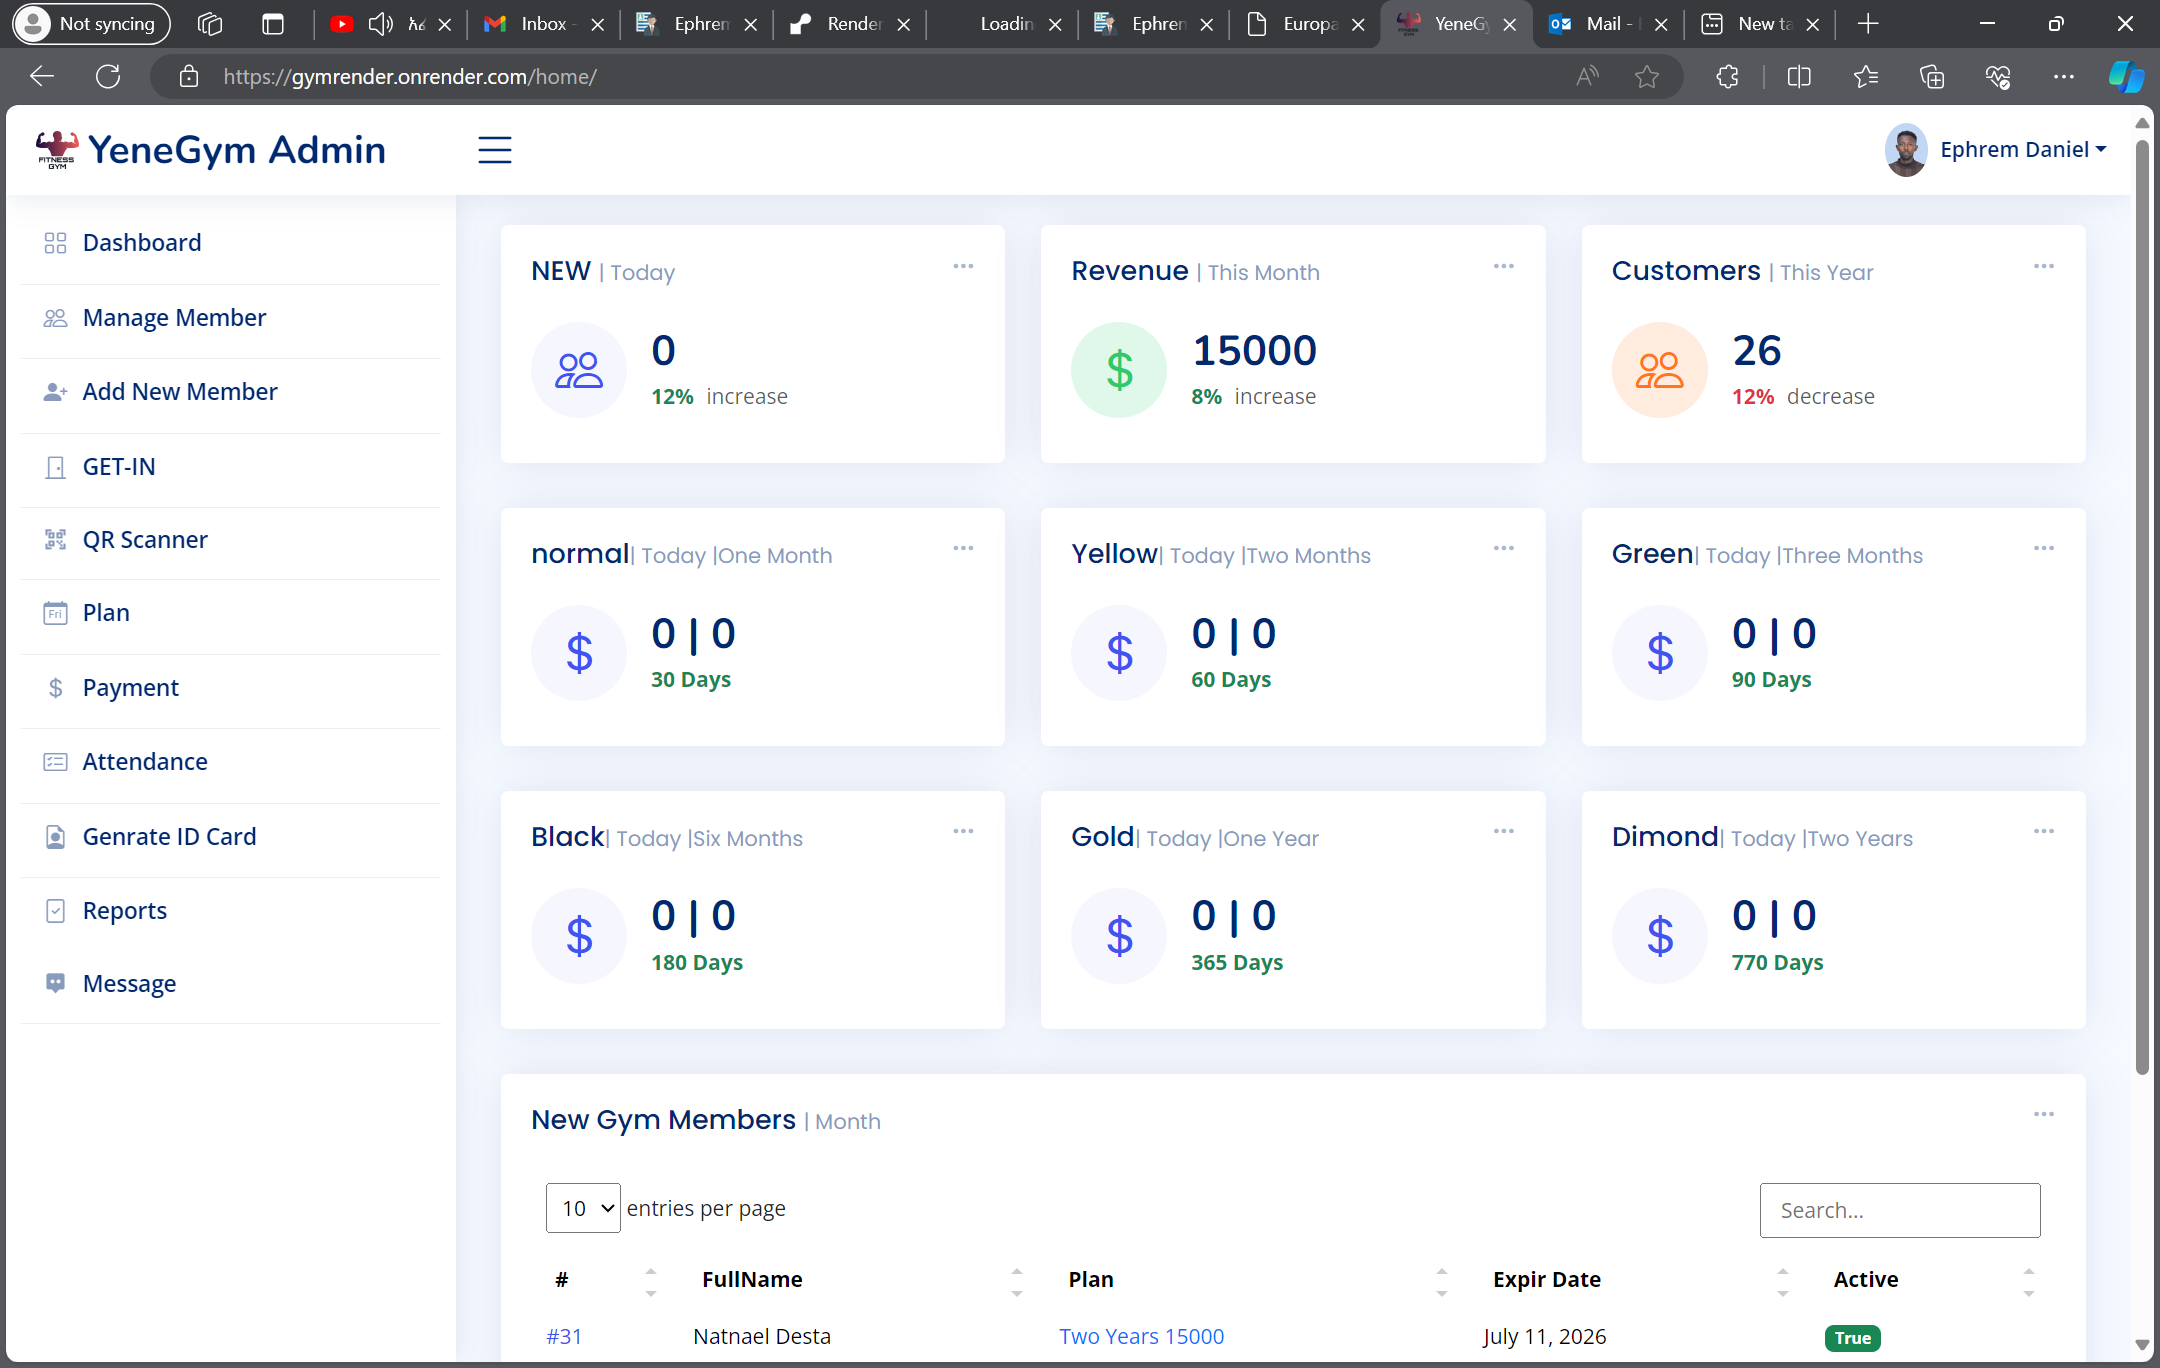 Not syncing
Inbox -
Ephrem
Render
Loadin
Ephren
Europa
YeneG
Mail -
New ta
https://gymrender.onrender.com/home/
FITNESS
GYM
YeneGym Admin
Ephrem Daniel
Dashboard
Manage Member
Add New Member
GET-IN
QR Scanner
Fri
Plan
Payment
Attendance
Genrate ID Card
Reports
Message
NEW | Today
0
12% increase
Revenue | This Month
15000
8% increase
Customers | This Year
26
12% decrease
normal| Today |One Month
0 | 0
30 Days
Yellow| Today |Two Months
0 | 0
60 Days
Green| Today |Three Months
0 | 0
90 Days
Black| Today |Six Months
0 | 0
180 Days
Gold| Today |One Year
0 | 0
365 Days
Dimond| Today |Two Years
0 | 0
770 Days
New Gym Members | Month
10 entries per page
Search...
# FullName Plan Expir Date Active
#31 Natnael Desta Two Years 15000 July 11, 2026 True